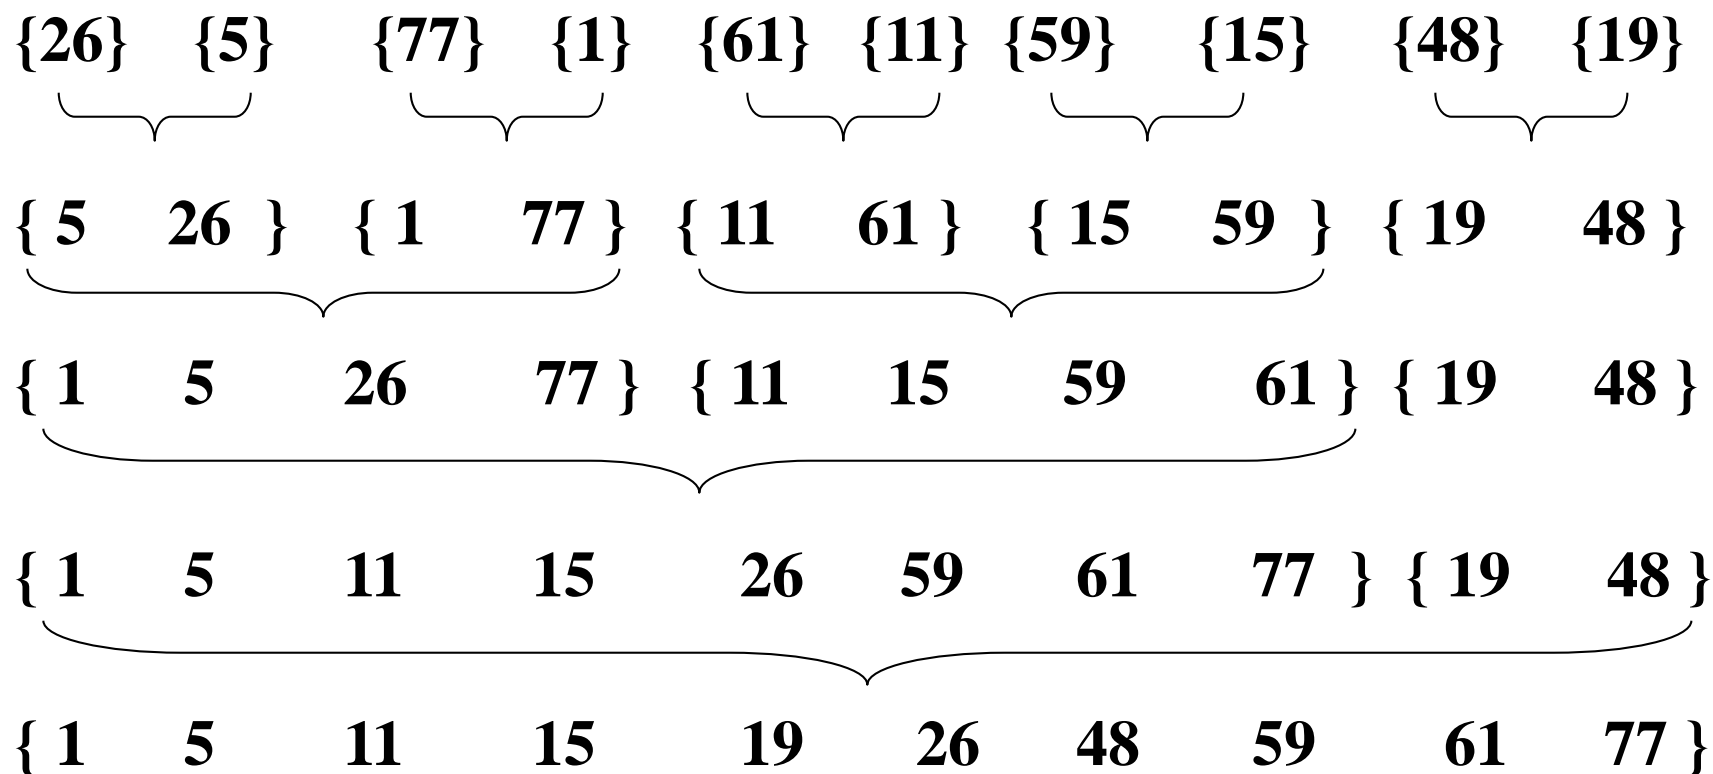 {26} {5} {77} {1} {61} {11} {59} {15} {48} {19}
{ 5 26 } { 1 77 } { 11 61 } { 15 59 } { 19 48 }
{ 1 5 26 77 } { 11 15 59 61 } { 19 48 }
{ 1 5 11 15 26 59 61 77 } { 19 48 }
{ 1 5 11 15 19 26 48 59 61 77 }